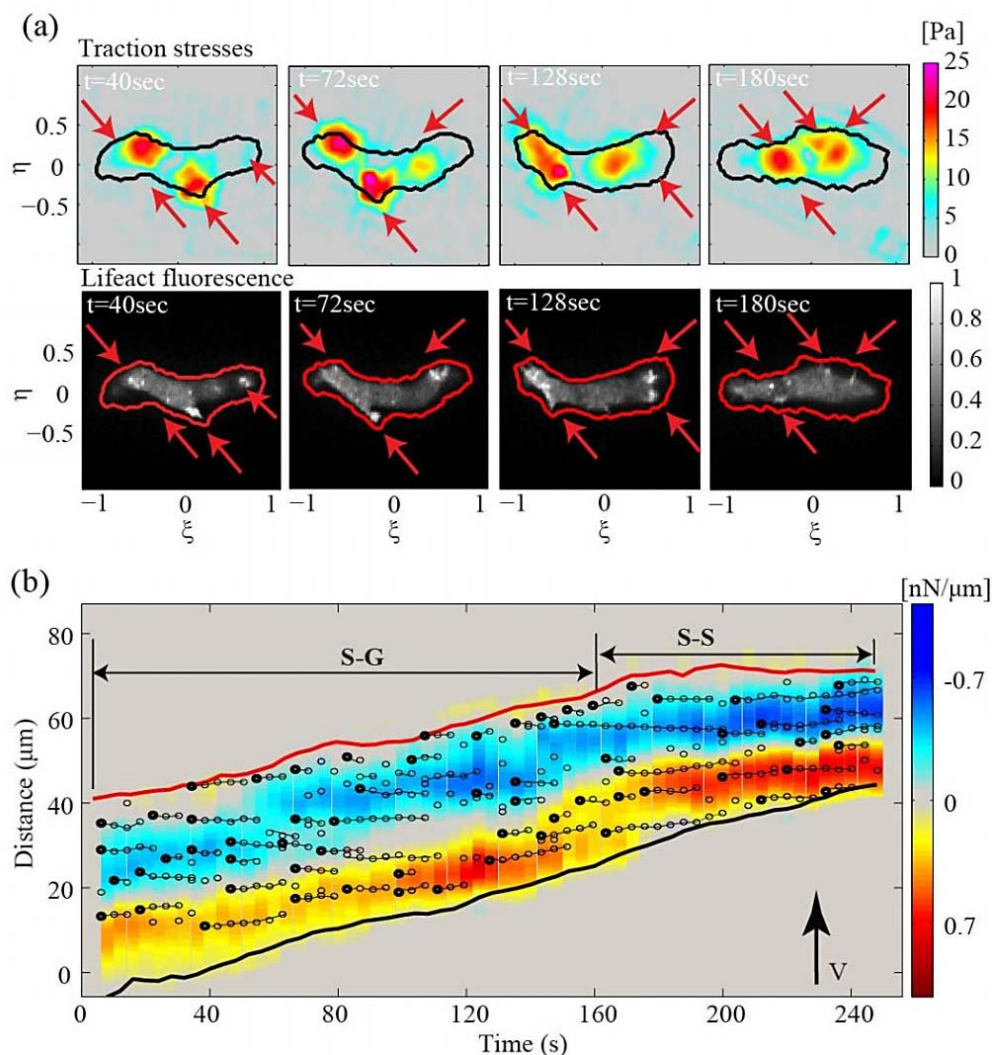 (a)
Traction stresses
[Pa]
t=40sec
t=72sec
t=128sec
t=180sec
25
20
15
10
5
0
0.5
0
−0.5
η
Lifeact fluorescence
t=40sec
t=72sec
t=128sec
t=180sec
1
0.8
0.6
0.4
0.2
0
0.5
0
−0.5
η
−1 0 1
−1 0 1
−1 0 1
−1 0 1
ξ ξ ξ ξ
(b)
[nN/μm]
80
60
40
20
0
Distance (μm)
S-G
S-S
V
-0.7
0
0.7
0 40 80 120 160 200 240
Time (s)